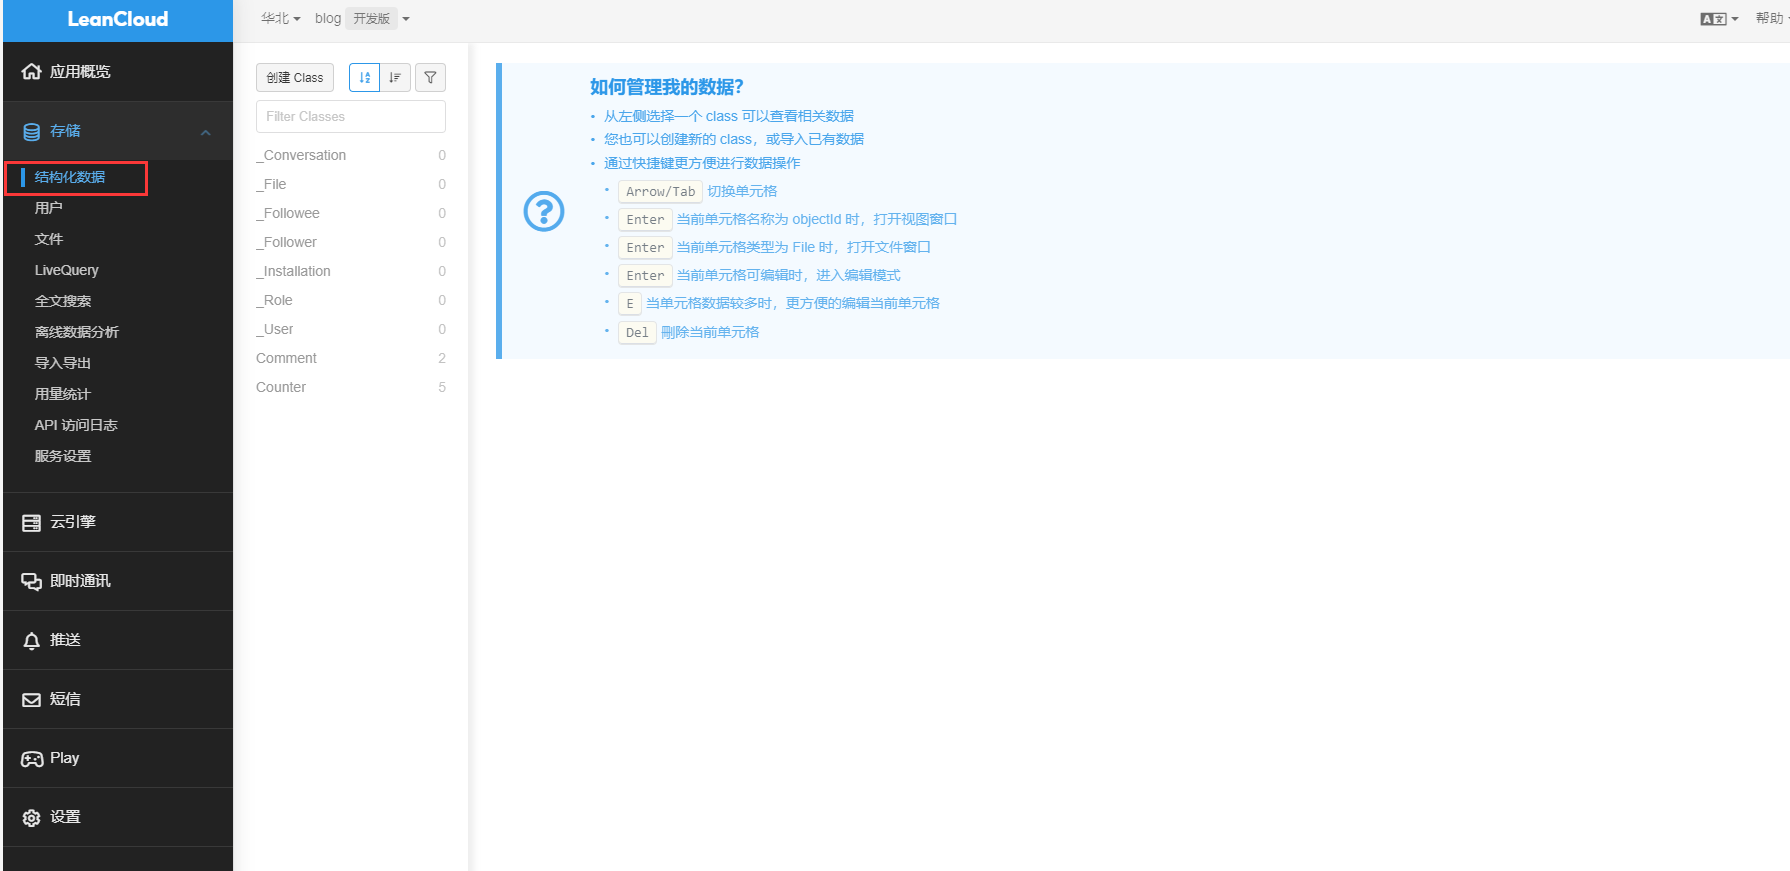 LeanCloud
华北
blog 开发版
帮助
应用概览
存储
结构化数据
用户
文件
LiveQuery
全文搜索
离线数据分析
导入导出
用量统计
API 访问日志
服务设置
云引擎
即时通讯
推送
短信
Play
设置
创建 Class
Filter Classes
_Conversation 0
_File 0
_Followee 0
_Follower 0
_Installation 0
_Role 0
_User 0
Comment 2
Counter 5
如何管理我的数据？
• 从左侧选择一个 class 可以查看相关数据
• 您也可以创建新的 class，或导入已有数据
• 通过快捷键更方便进行数据操作
• Arrow/Tab 切换单元格
• Enter 当前单元格名称为 objectId 时，打开视图窗口
• Enter 当前单元格类型为 File 时，打开文件窗口
• Enter 当前单元格可编辑时，进入编辑模式
• E 当单元格数据较多时，更方便的编辑当前单元格
• Del 刪除当前单元格